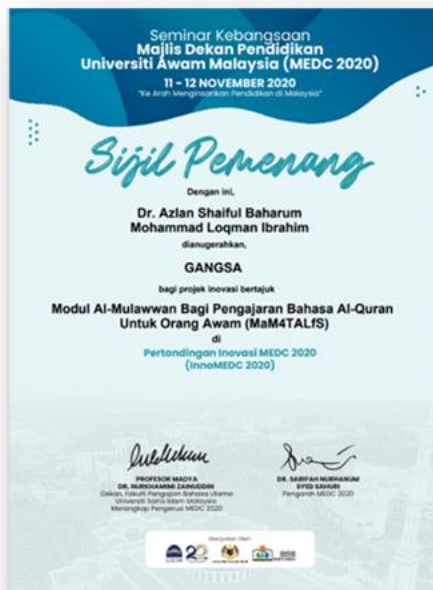 Seminar Kebangsaan
Majlis Dekan Pendidikan
Universiti Awam Malaysia (MEDC 2020)
11 - 12 NOVEMBER 2020
"Ke Arah Menginsankan Pendidikan di Malaysia"
Sijil Pemenang
Dengan ini,
Dr. Azlan Shaiful Baharum
Mohammad Loqman Ibrahim
dianugerahkan,
GANGSA
bagi projek inovasi bertajuk
Modul Al-Mulawwan Bagi Pengajaran Bahasa Al-Quran
Untuk Orang Awam (MaM4TALfS)
di
Pertandingan Inovasi MEDC 2020
(InnoMEDC 2020)
PROFESOR MADYA
DR. NURKHAMIMI ZAINUDDIN
Dekan, Fakulti Pengajian Bahasa Utama
Universiti Sains Islam Malaysia
Merangkap Pengerusi MEDC 2020
DR. SARIFAH NURHANUM
SYED SAHURI
Pengarah MEDC 2020